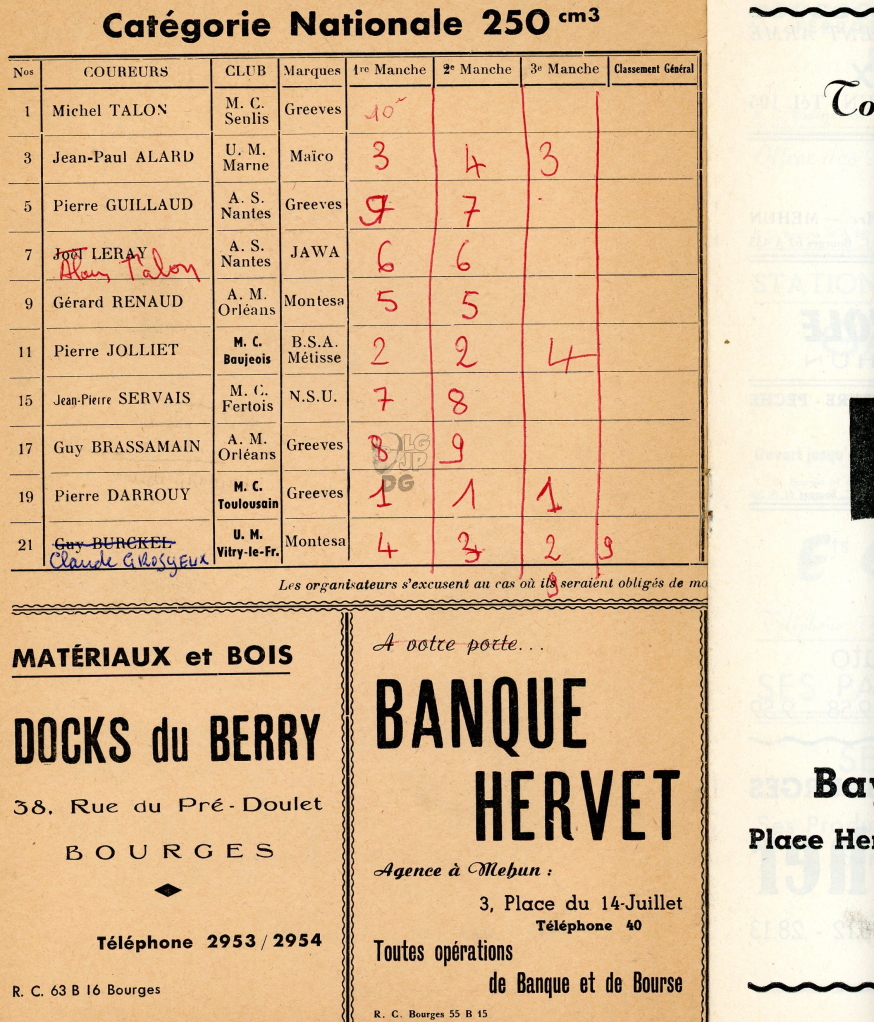 Catégorie Nationale 250 cm3
Nos COUREURS CLUB Marques 1re Manche 2e Manche 3e Manche Classement Général
1 Michel TALON M. C. Senlis Greeves 10
3 Jean-Paul ALARD U. M. Marne Maïco 3 4 3
5 Pierre GUILLAUD A. S. Nantes Greeves 9 7
7 Joël LERAY A. S. Nantes JAWA 6 6
Alain Talon
9 Gérard RENAUD A. M. Orléans Montesa 5 5
11 Pierre JOLLIET M. C. Baujeois B.S.A. Métisse 2 2 4
15 Jean-Pierre SERVAIS M. C. Fertois N.S.U. 7 8
17 Guy BRASSAMAIN A. M. Orléans Greeves 8 9
LG
JP
DG
19 Pierre DARROUY M. C. Toulousain Greeves 1 1 1
21 Guy BURCKEL U. M. Vitry-le-Fr. Montesa 4 3 2 9
Claude GROSYEUX
Les organisateurs s'excusent au cas où ils seraient obligés de mo
9
MATÉRIAUX et BOIS
DOCKS du BERRY
38, Rue du Pré-Doulet
BOURGES
Téléphone 2953 / 2954
R. C. 63 B 16 Bourges
A votre porte...
BANQUE
HERVET
Agence à Mehun :
3, Place du 14-Juillet
Téléphone 40
Toutes opérations
de Banque et de Bourse
R. C. Bourges 55 B 15
To
Bay
Place Her